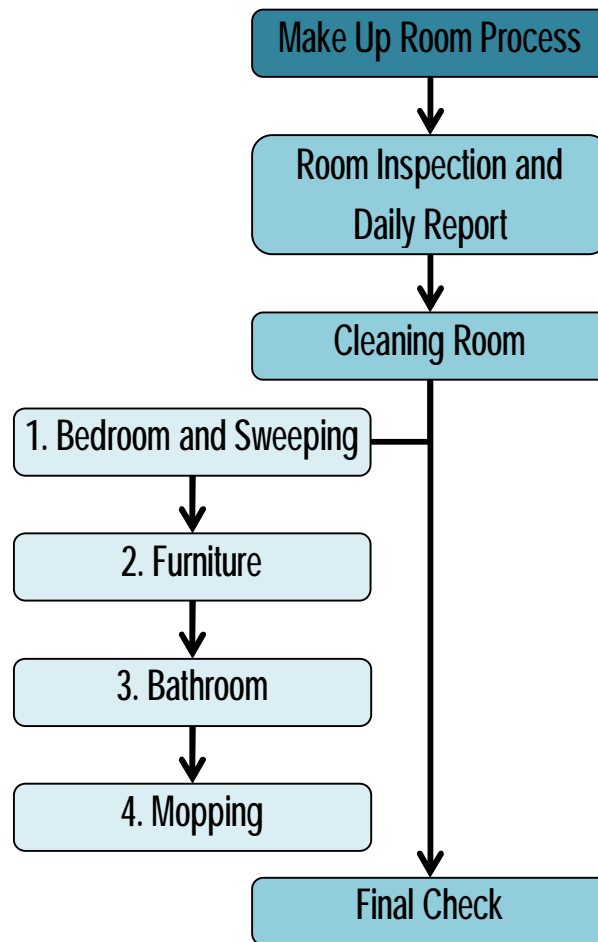 Make Up Room Process
Room Inspection and
Daily Report
Cleaning Room
1. Bedroom and Sweeping
2. Furniture
3. Bathroom
4. Mopping
Final Check